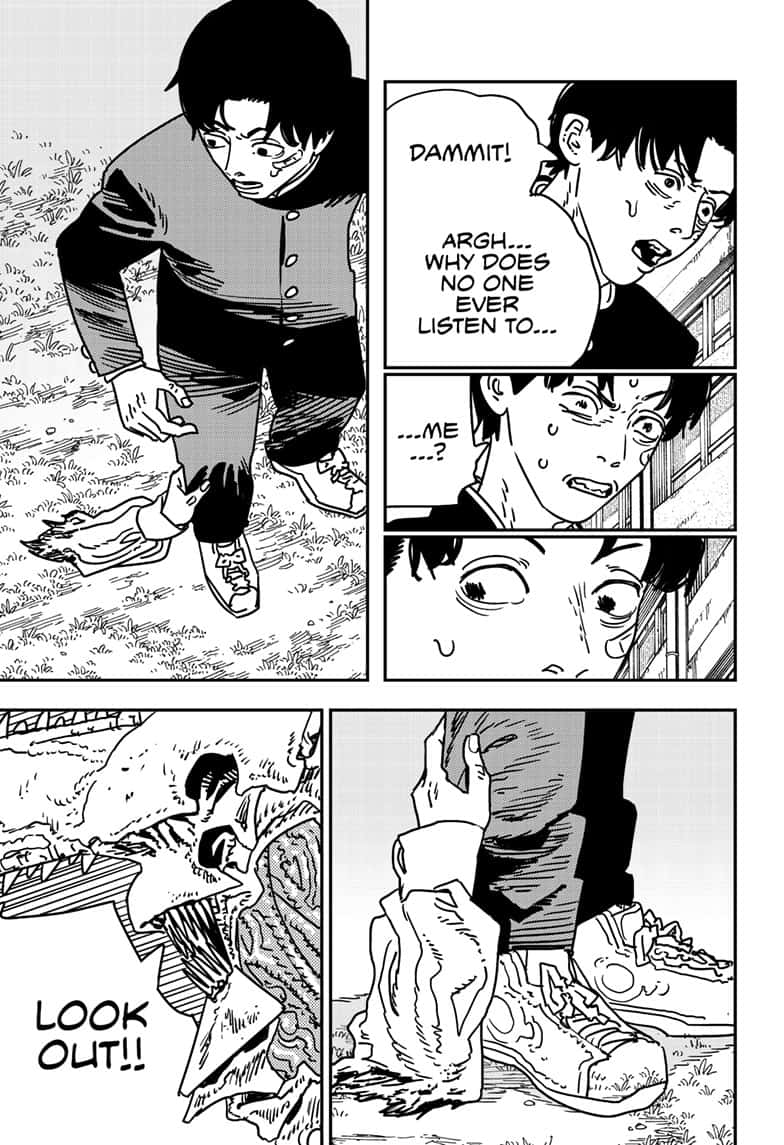 DAMMIT!
ARGH...
WHY DOES
NO ONE
EVER
LISTEN TO...
...ME
...?
LOOK
OUT!!